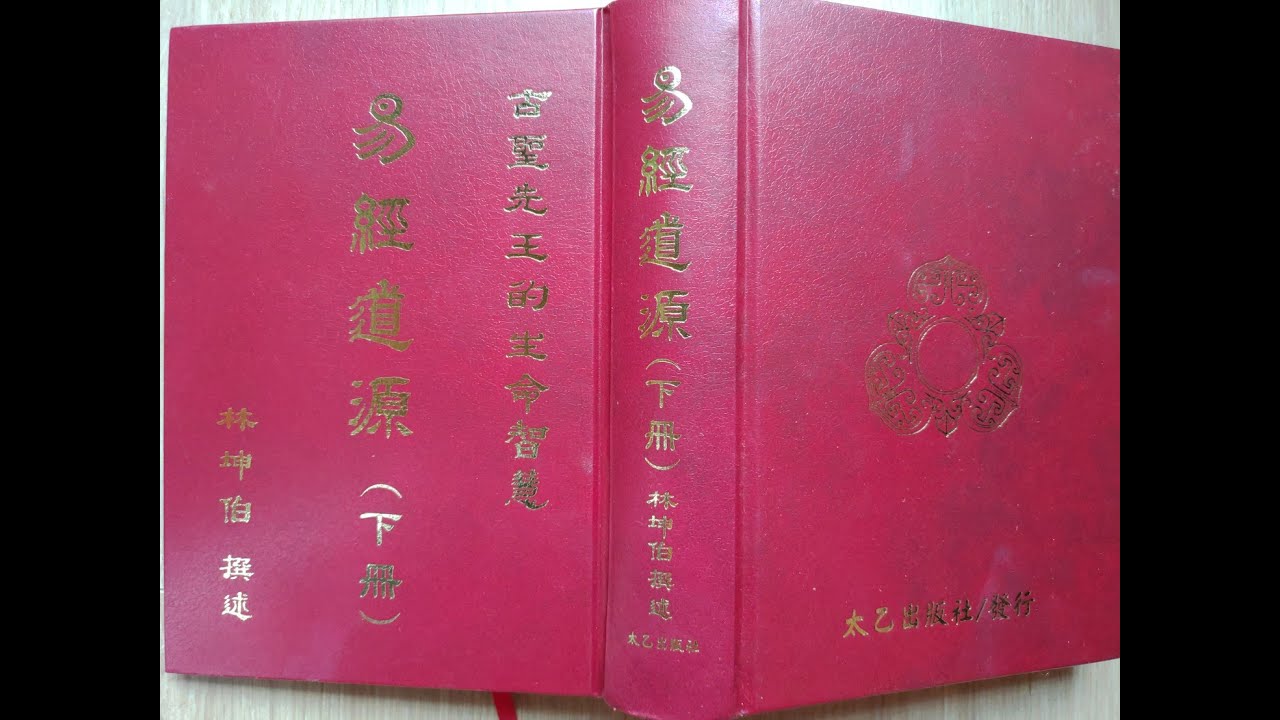 古聖先王的生命智慧
易經道源(下冊)
林坤伯 撰述
易經道源(下冊)
林坤伯撰述
太乙出版社
太乙出版社/發行